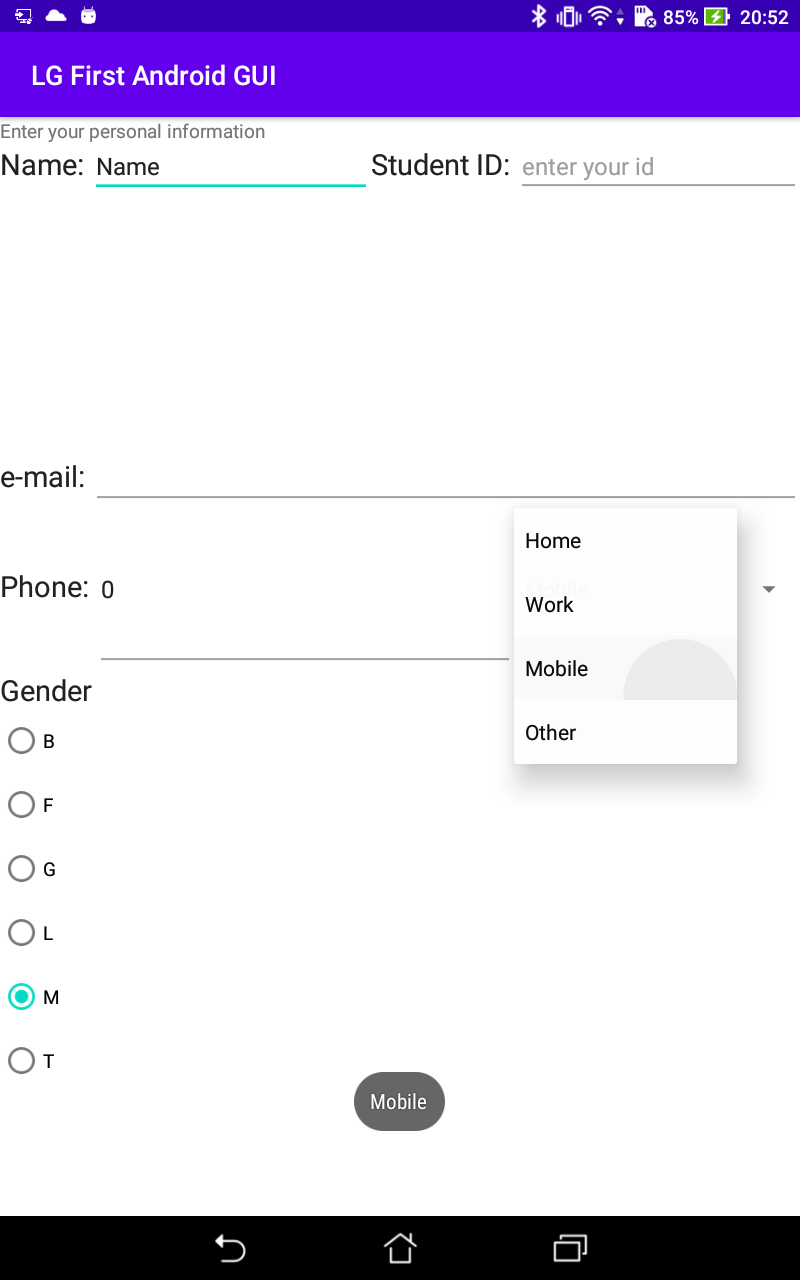 85% 20:52
LG First Android GUI
Enter your personal information
Name: Name Student ID: enter your id
e-mail:
Home
Phone: 0 Mobile
Work
Mobile
Gender
Other
B
F
G
L
M
T
Mobile